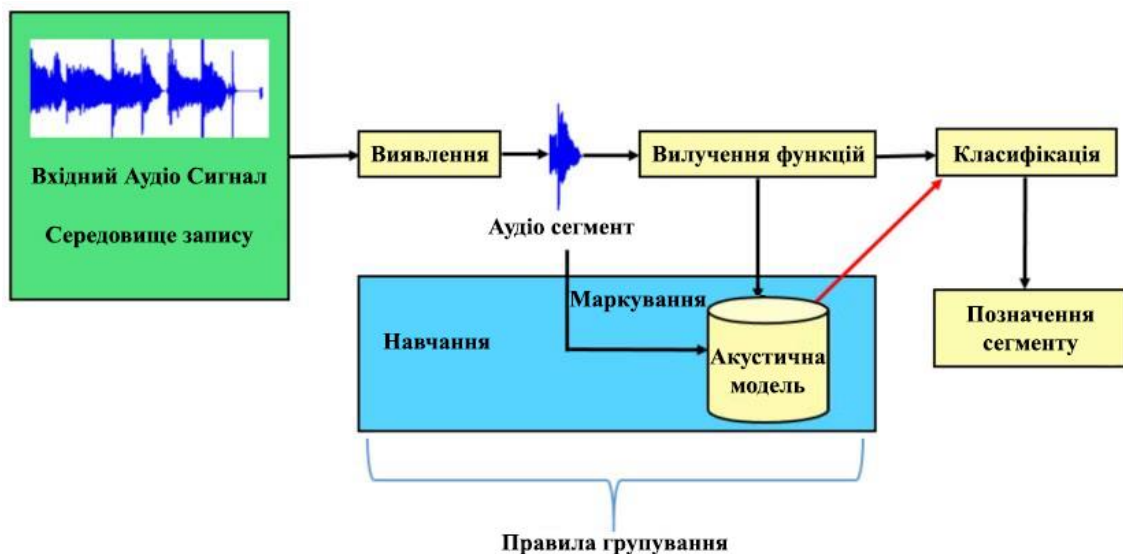 Вхідний Аудіо Сигнал
Середовище запису
Виявлення
Аудіо сегмент
Вилучення функцій
Класифікація
Позначення
сегменту
Навчання
Маркування
Акустична
модель
Правила групування